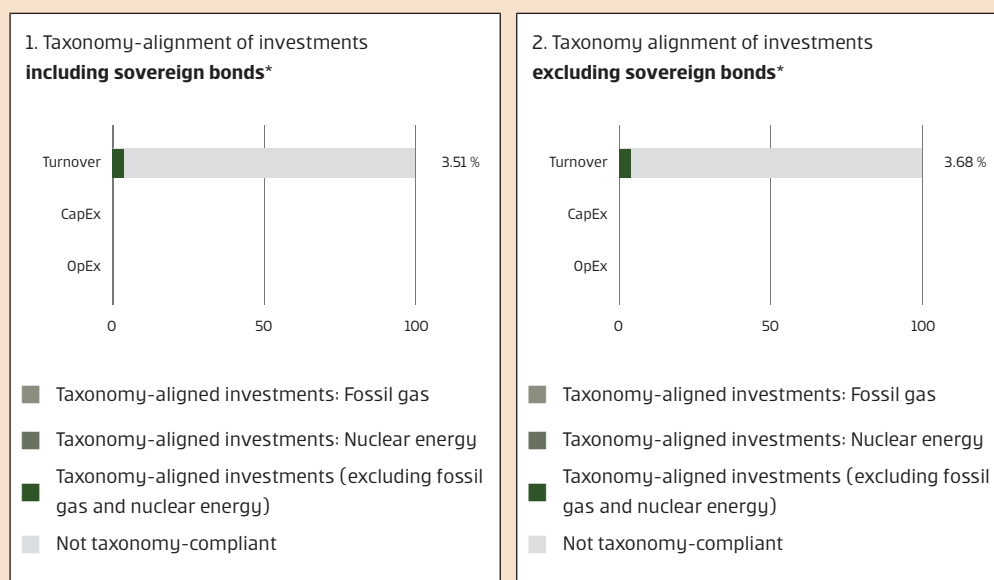 1. Taxonomy-alignment of investments
including sovereign bonds*
Turnover
3.51 %
CapEx
OpEx
0
50
100
Taxonomy-aligned investments: Fossil gas
Taxonomy-aligned investments: Nuclear energy
Taxonomy-aligned investments (excluding fossil
gas and nuclear energy)
Not taxonomy-compliant
2. Taxonomy alignment of investments
excluding sovereign bonds*
Turnover
3.68 %
CapEx
OpEx
0
50
100
Taxonomy-aligned investments: Fossil gas
Taxonomy-aligned investments: Nuclear energy
Taxonomy-aligned investments (excluding fossil
gas and nuclear energy)
Not taxonomy-compliant